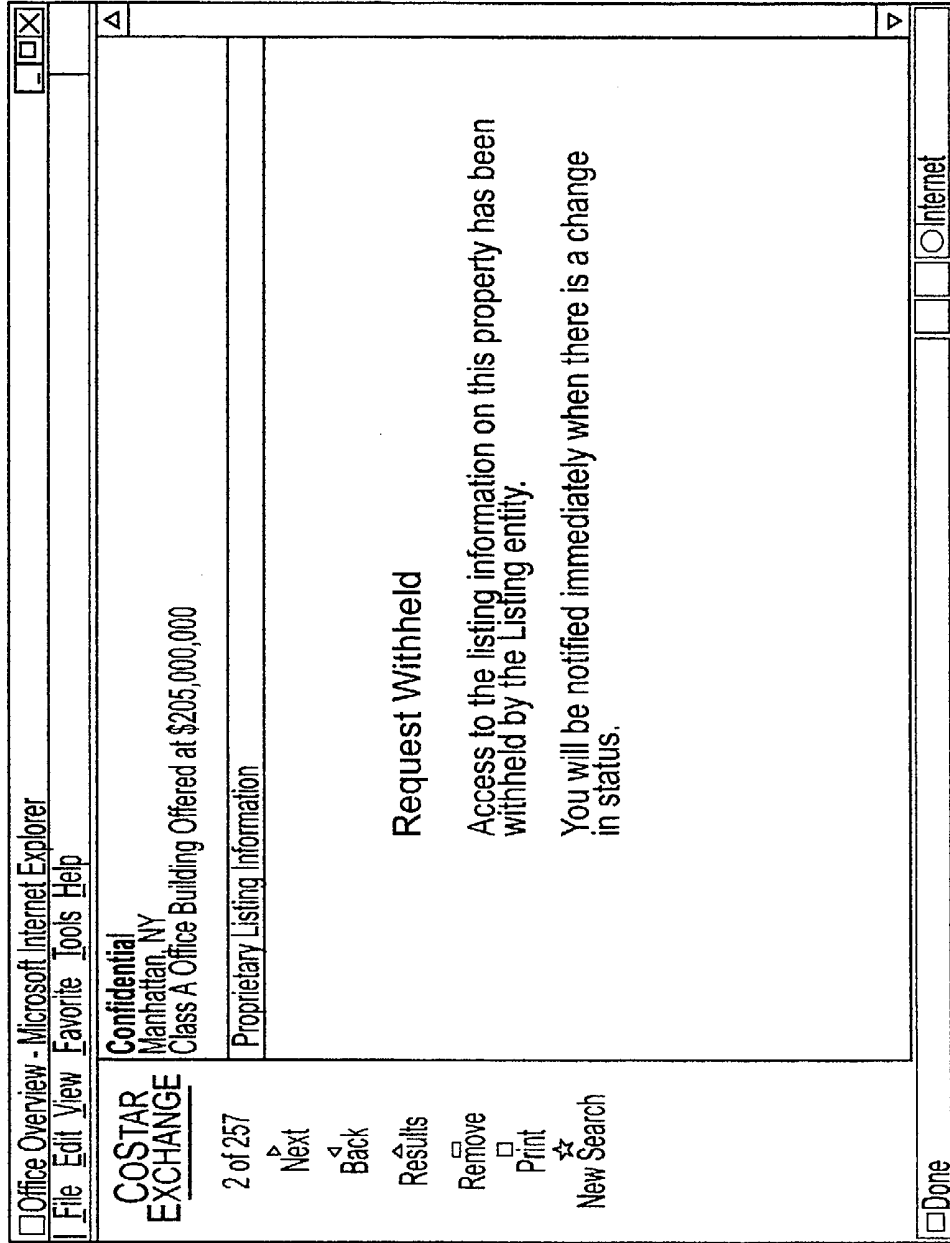 Office Overview - Microsoft Internet Explorer
File Edit View Favorite Tools Help
COSTAR
EXCHANGE
2 of 257
Next
Back
Results
Remove
Print
New Search
Confidential
Manhattan, NY
Class A Office Building Offered at $205,000,000
Proprietary Listing Information
Request Withheld
Access to the listing information on this property has been
withheld by the Listing entity.
You will be notified immediately when there is a change
in status.
Done
Internet